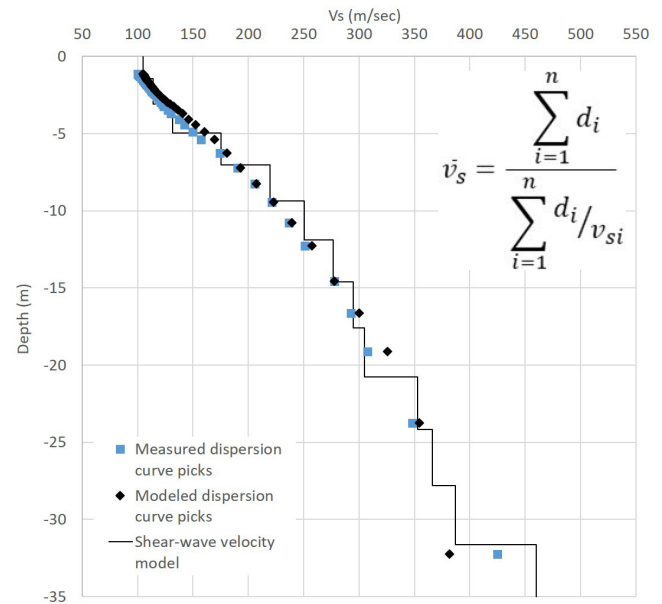 Vs (m/sec)
50 100 150 200 250 300 350 400 450 500 550
0
-5
-10
-15
-20
-25
-30
-35
Depth (m)
v̄s = ∑ⁿᵢ₌₁ dᵢ / ∑ⁿᵢ₌₁ dᵢ/vₛᵢ
Measured dispersion
curve picks
Modeled dispersion
curve picks
Shear-wave velocity
model